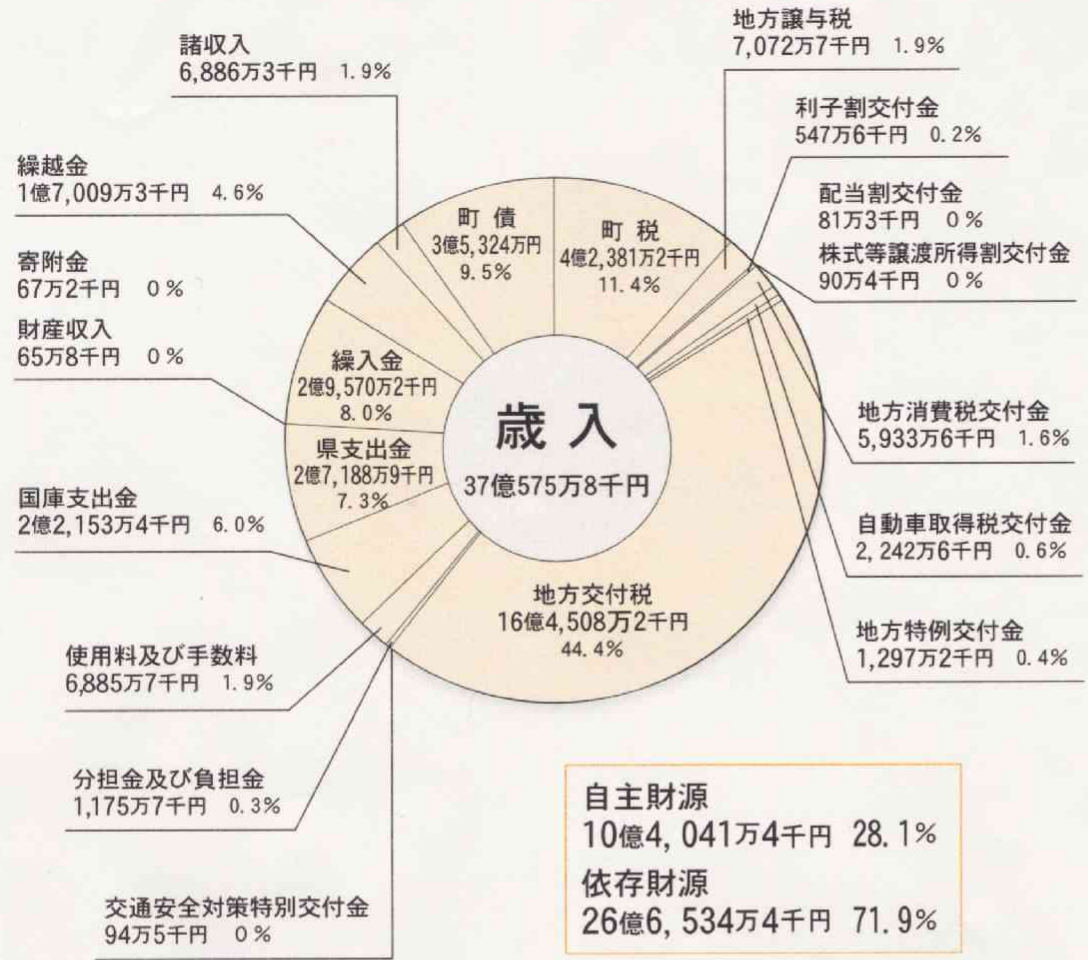 歳入
37億575万8千円
町税
4億2,381万2千円
11.4%
地方譲与税
7,072万7千円 1.9%
利子割交付金
547万6千円 0.2%
配当割交付金
81万3千円 0%
株式等譲渡所得割交付金
90万4千円 0%
地方消費税交付金
5,933万6千円 1.6%
自動車取得税交付金
2,242万6千円 0.6%
地方特例交付金
1,297万2千円 0.4%
地方交付税
16億4,508万2千円
44.4%
交通安全対策特別交付金
94万5千円 0%
分担金及び負担金
1,175万7千円 0.3%
使用料及び手数料
6,885万7千円 1.9%
国庫支出金
2億2,153万4千円 6.0%
県支出金
2億7,188万9千円
7.3%
財産収入
65万8千円 0%
寄附金
67万2千円 0%
繰入金
2億9,570万2千円
8.0%
繰越金
1億7,009万3千円 4.6%
諸収入
6,886万3千円 1.9%
町債
3億5,324万円
9.5%
自主財源
10億4,041万4千円 28.1%
依存財源
26億6,534万4千円 71.9%